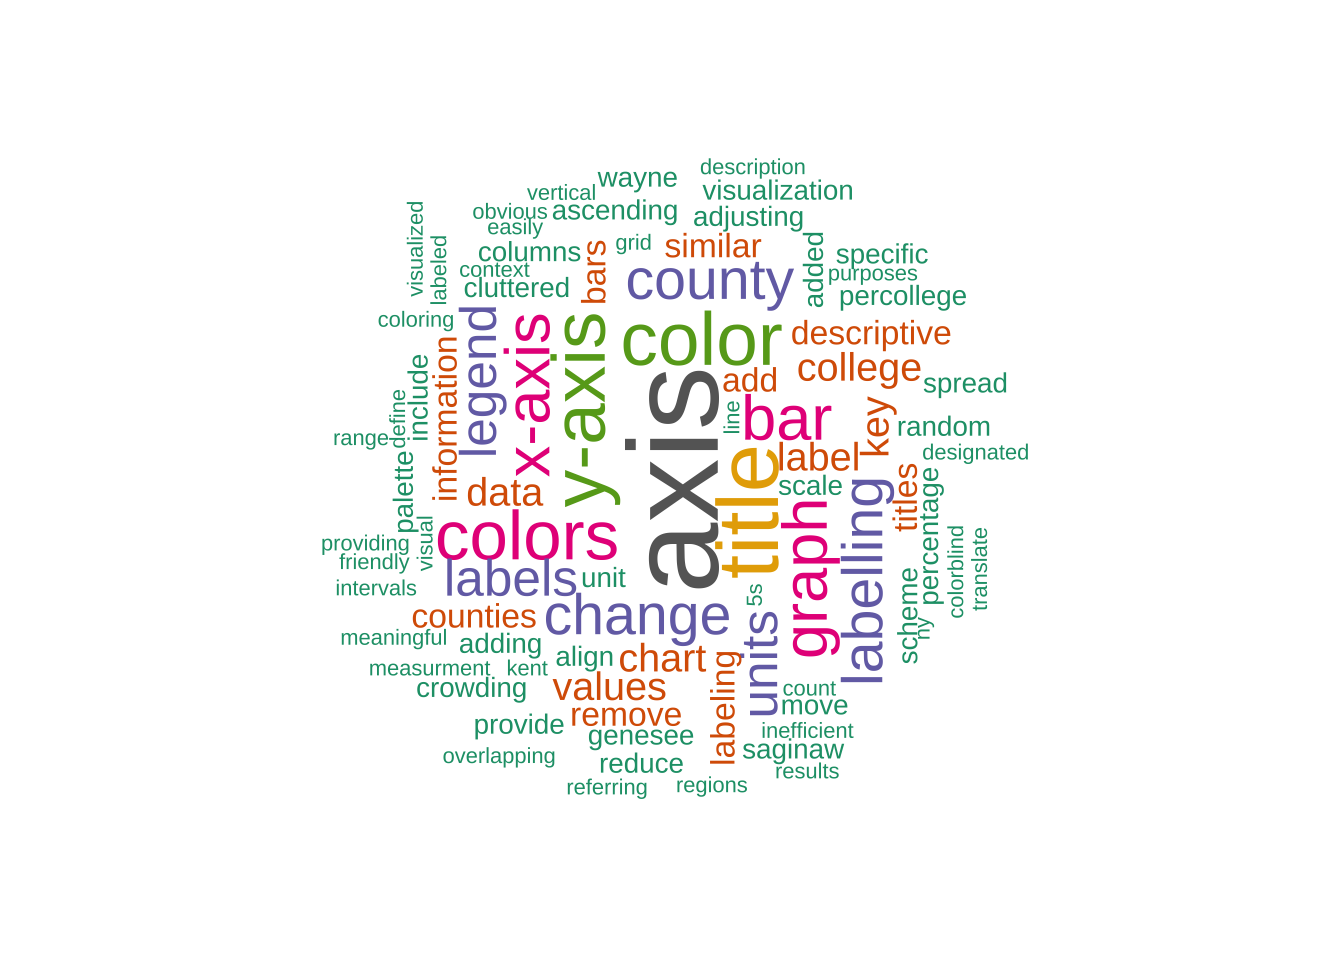 description
wayne
visualization
vertical
obvious
ascending
adjusting
easily
visualized
labeled
columns
bars
grid
similar
added
specific
context
cluttered
county
purposes
percollege
coloring
legend
x-axis
y-axis
color
descriptive
information
include
axis
add
college
spread
define
range
line
bar
key
random
label
designated
palette
data
title
scale
titles
percentage
colors
graph
labelling
visual
providing
friendly
colorblind
translate
intervals
labels
unit
5s
scheme
ny
counties
change
units
meaningful
adding
align
chart
labeling
measurment
kent
crowding
values
count
move
remove
provide
genesee
inefficient
saginaw
overlapping
reduce
results
referring
regions